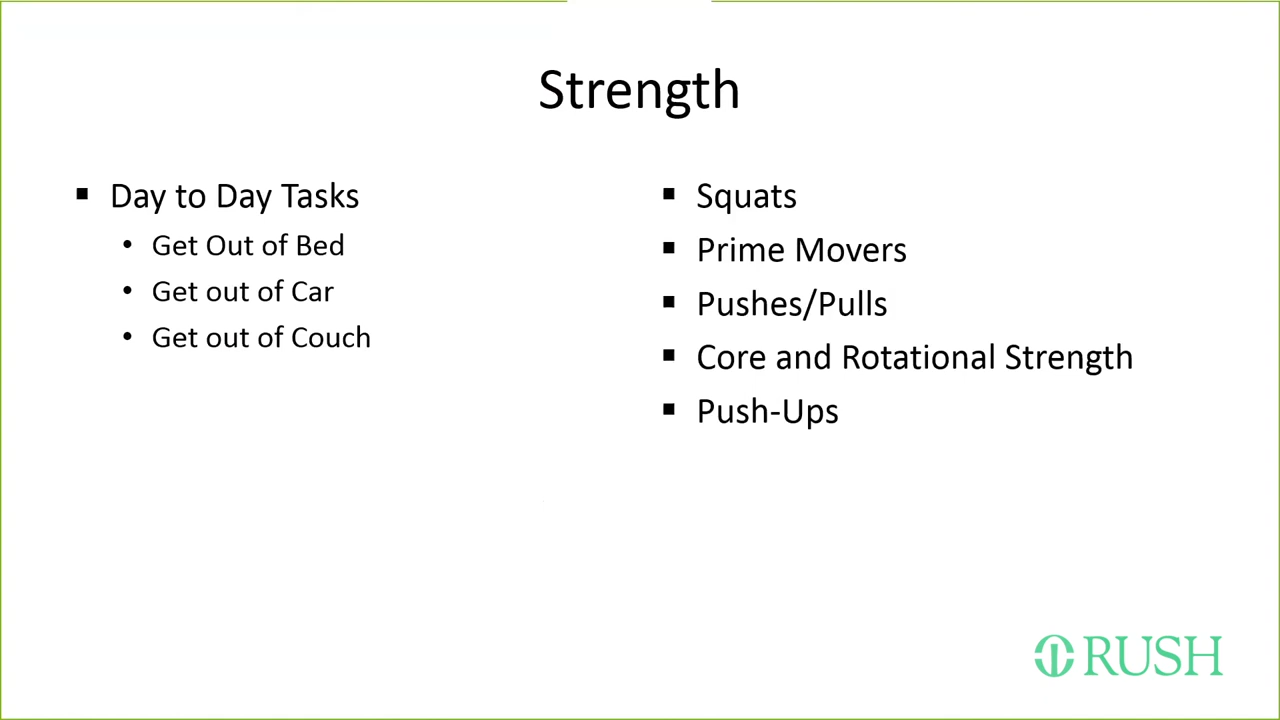 Strength
▪ Day to Day Tasks
• Get Out of Bed
• Get out of Car
• Get out of Couch
▪ Squats
▪ Prime Movers
▪ Pushes/Pulls
▪ Core and Rotational Strength
▪ Push-Ups
RUSH